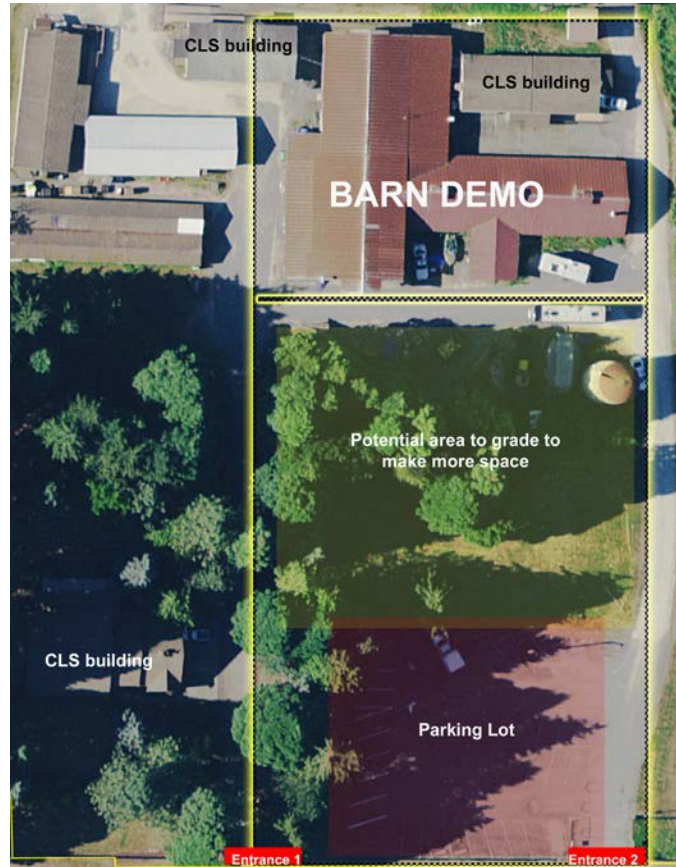 CLS building
CLS building
BARN DEMO
Potential area to grade to
make more space
CLS building
Parking Lot
Entrance 1
Entrance 2